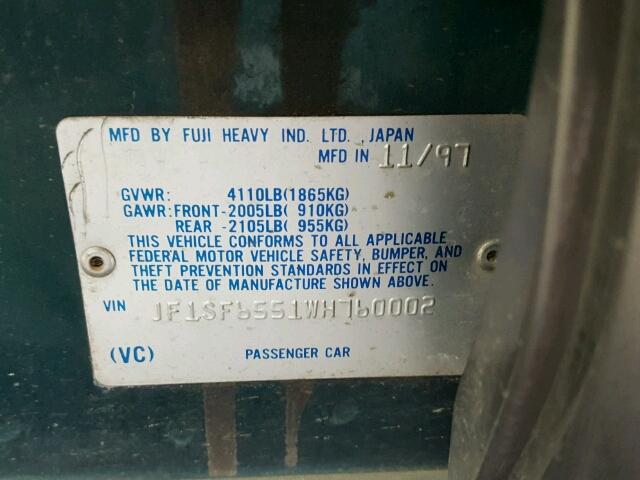 MFD BY FUJI HEAVY IND. LTD. JAPAN
MFD IN 11/97
GVWR: 4110LB(1865KG)
GAWR: FRONT-2005LB( 910KG)
REAR -2105LB( 955KG)
THIS VEHICLE CONFORMS TO ALL APPLICABLE
FEDERAL MOTOR VEHICLE SAFETY, BUMPER, AND
THEFT PREVENTION STANDARDS IN EFFECT ON
THE DATE OF MANUFACTURE SHOWN ABOVE.
VIN JF1SF6551WH760002
(VC) PASSENGER CAR